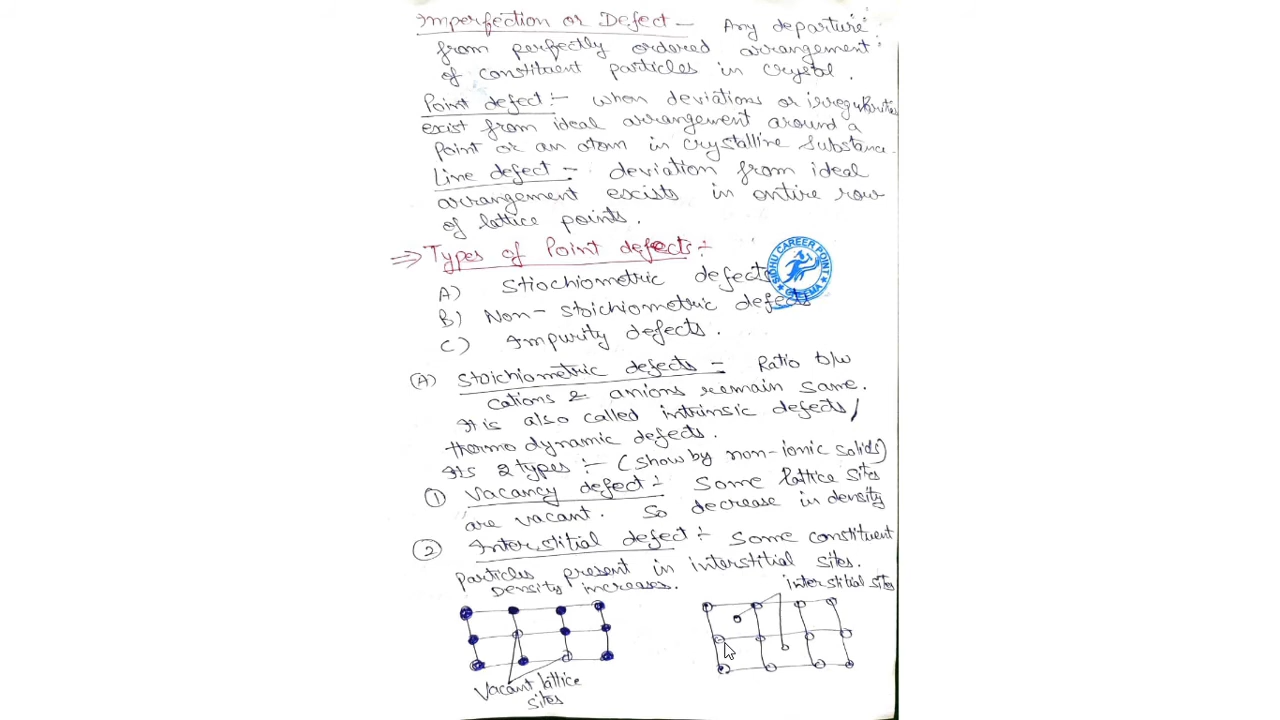 Imperfection or Defect - Any departure
from perfectly ordered arrangement
of constituent particles in crystal.
Point defect :- when deviations or irregularities
exist from ideal arrangement around a
point or an atom in crystalline substance.
Line defect - deviation from ideal
arrangement exists in entire row
of lattice points.
⇒ Types of Point defects :-
A) Stiochiometric defects
B) Non-stoichiometric defects
C) Impurity defects.
SIDHU CAREER POINT
(A) Stoichiometric defects = Ratio b/w
cations & anions remain same.
It is also called intrinsic defects/
thermodynamic defects.
Its 2 types :- (show by non-ionic solids)
① Vacancy defect :- Some lattice sites
are vacant. So decrease in density
② Interstitial defect :- Some constituent
particles present in interstitial sites.
Density increases.
interstitial sites
Vacant lattice
sites